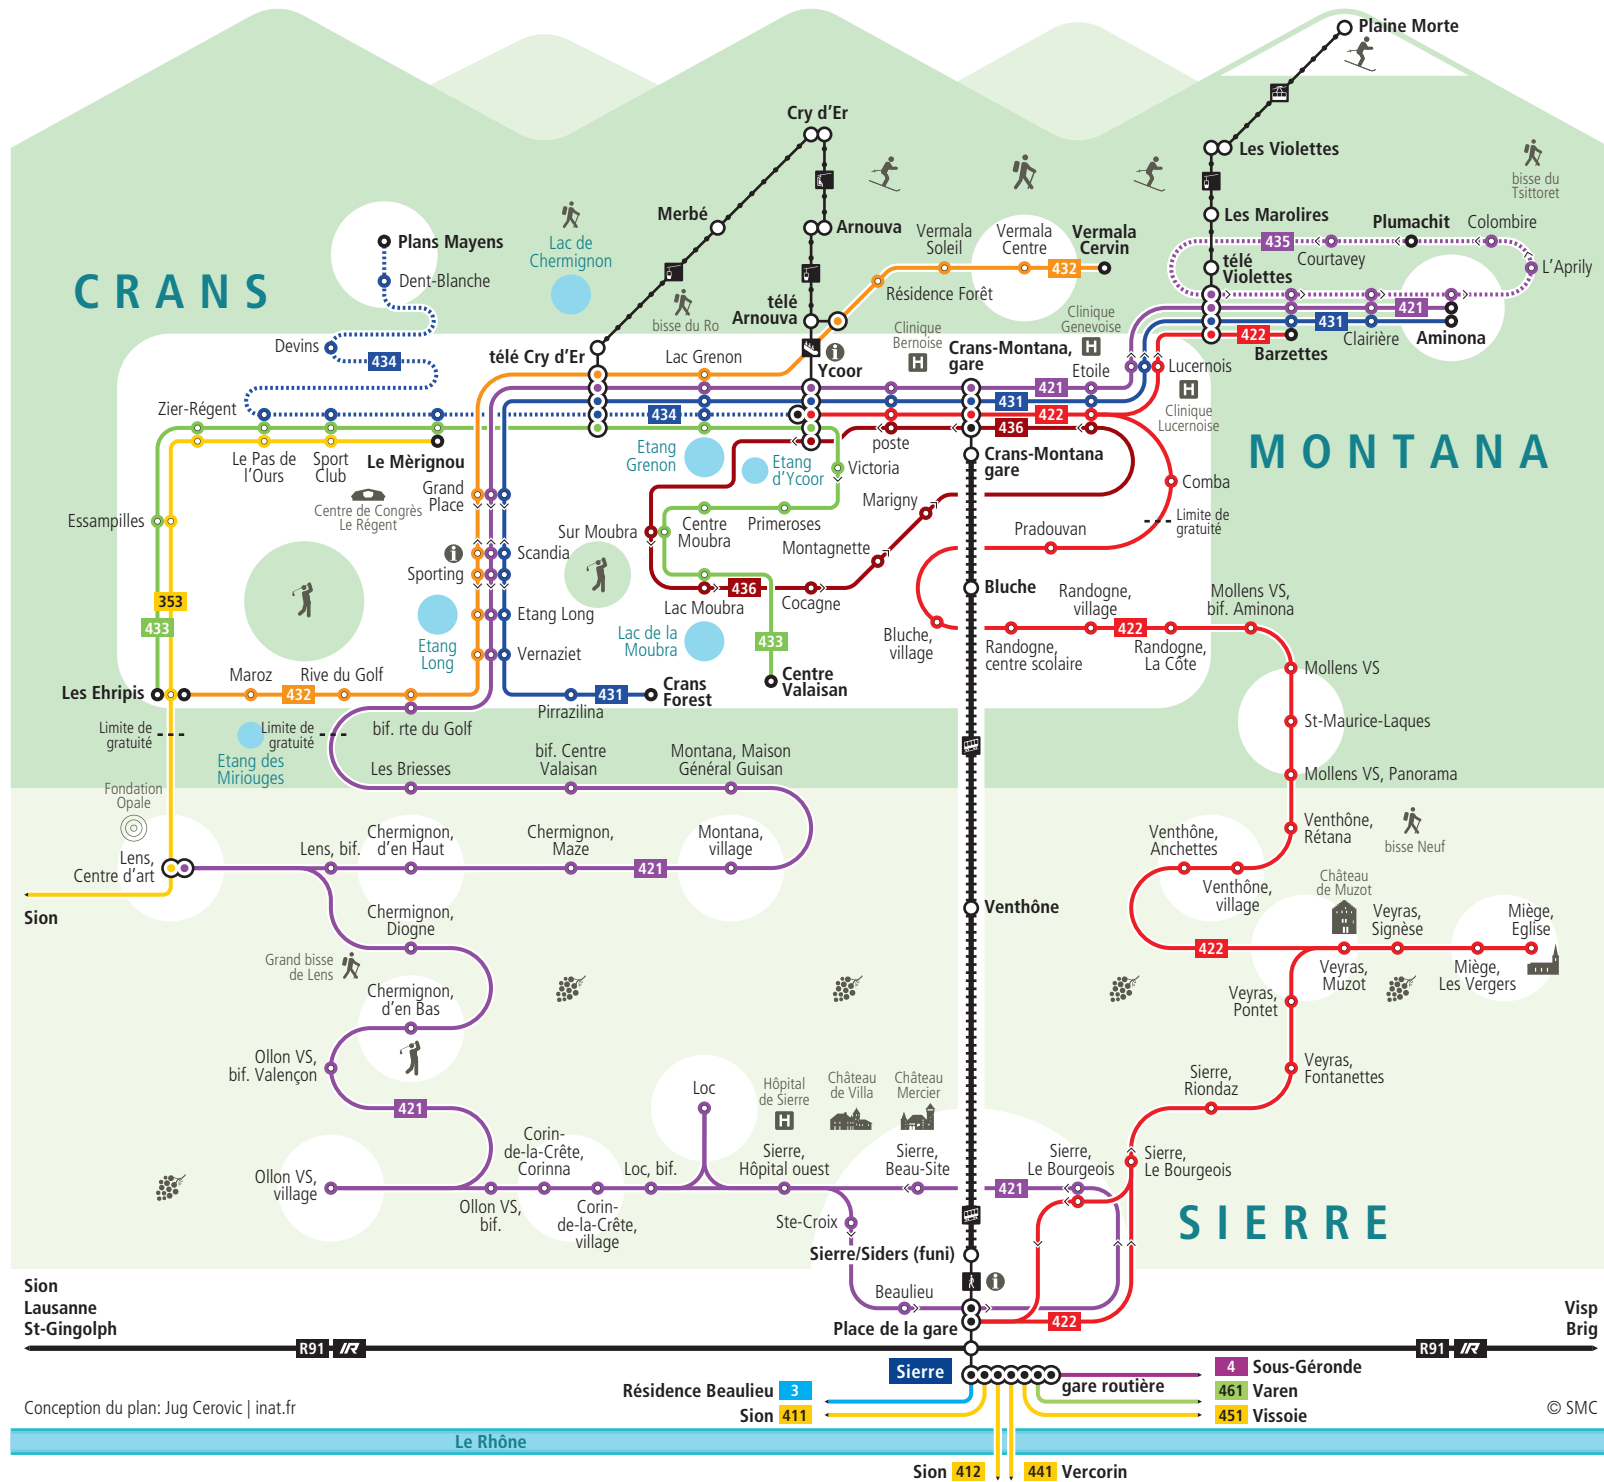 Plaine Morte
Cry d'Er
Les Violettes
bisse du
Tsittoret
Merbé
Lac de
Chermignon
Arnouva
Les Marolires
Plumachit
Colombire
Plans Mayens
CRANS
Dent-Blanche
Vermala
Soleil
Vermala
Centre
Vermala
Cervin
432
435
Courtavey
L'Aprily
télé
Violettes
Résidence Forêt
télé
Arnouva
bisse du Ro
Clinique
Bernoise
Clinique
Genevoise
421
431
422
Barzettes
Clairière
Aminona
Devins
434
télé Cry d'Er
Lac Grenon
Ycoor
Crans-Montana,
gare
Etoile
Lucernois
Clinique
Lucernoise
421
431
422
436
Zier-Régent
434
Le Pas de
l'Ours
Sport
Club
Le Mèrignou
Etang
Grenon
Etang
d'Ycoor
poste
Victoria
Crans-Montana
gare
MONTANA
Comba
Limite de
gratuité
Centre de Congrès
Le Régent
Grand
Place
Essampilles
Marigny
Centre
Moubra
Primeroses
Sur Moubra
Montagnette
Pradouvan
Scandia
Sporting
353
433
436
Lac Moubra
Cocagne
Bluche
Etang Long
Etang
Long
Vernaziet
Lac de la
Moubra
433
Bluche,
village
Randogne,
centre scolaire
Randogne,
village
422
Randogne,
La Côte
Mollens VS,
bif. Aminona
Mollens VS
Les Ehripis
Maroz
Rive du Golf
432
431
Pirrazilina
Crans
Forest
Centre
Valaisan
Limite de
gratuité
Limite de
gratuité
bif. rte du Golf
Etang des
Miriouges
St-Maurice-Laques
Les Briesses
bif. Centre
Valaisan
Montana, Maison
Général Guisan
Mollens VS, Panorama
Fondation
Opale
Lens,
Centre d'art
Lens, bif.
Chermignon,
d'en Haut
Chermignon,
Maze
421
Montana,
village
Venthône,
Anchettes
Venthône,
Rétana
bisse Neuf
Venthône,
village
Château
de Muzot
Sion
Chermignon,
Diogne
Venthône
Veyras,
Signèse
Miège,
Eglise
422
Veyras,
Muzot
Miège,
Les Vergers
Grand bisse
de Lens
Chermignon,
d'en Bas
Veyras,
Pontet
Ollon VS,
bif. Valençon
Veyras,
Fontanettes
Sierre,
Riondaz
421
Loc
Hôpital
de Sierre
Château
de Villa
Château
Mercier
Ollon VS,
village
Ollon VS,
bif.
Corin-
de-la-Crête,
Corinna
Corin-
de-la-Crête,
village
Loc, bif.
Sierre,
Hôpital ouest
Sierre,
Beau-Site
421
Sierre,
Le Bourgeois
Sierre,
Le Bourgeois
Ste-Croix
SIERRE
Sierre/Siders (funi)
Beaulieu
Place de la gare
422
Sion
Lausanne
St-Gingolph
Visp
Brig
R91 IR
R91 IR
Sierre
gare routière
4 Sous-Géronde
Résidence Beaulieu 3
461 Varen
Sion 411
451 Vissoie
Conception du plan: Jug Cerovic | inat.fr
© SMC
Le Rhône
Sion 412
441 Vercorin